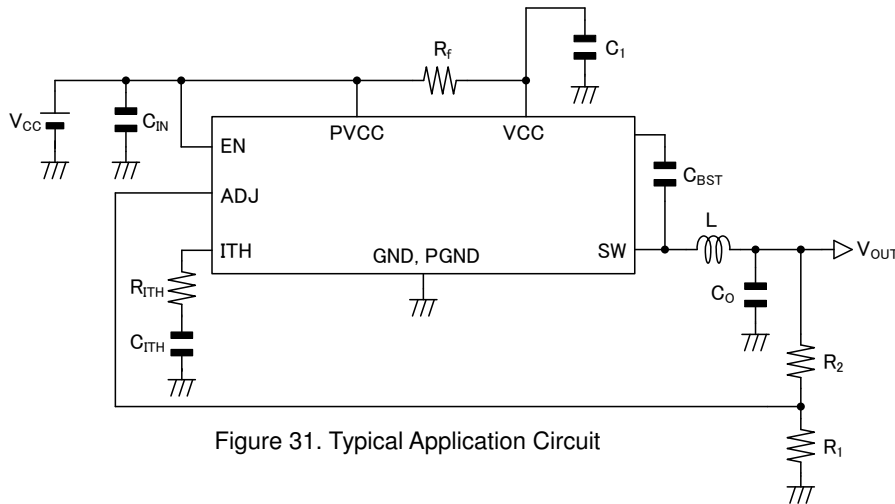 C1
Rf
VCC
CIN
PVCC
VCC
EN
CBST
ADJ
L
ITH
GND, PGND
SW
VOUT
RITH
CO
CITH
R2
Figure 31. Typical Application Circuit
R1